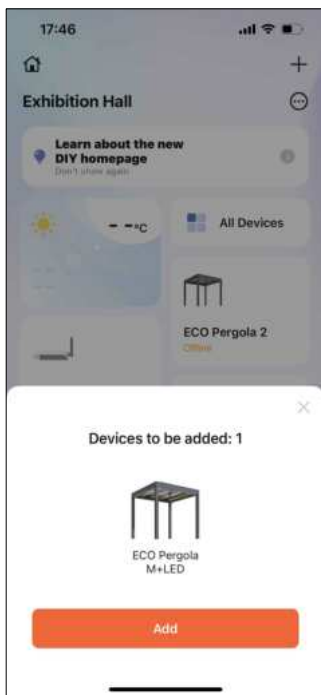 17:46
Exhibition Hall
Learn about the new
DIY homepage
Don't show again
- -°C
All Devices
ECO Pergola 2
Offline
Devices to be added: 1
ECO Pergola
M+LED
Add